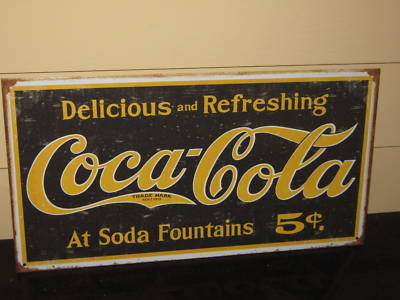 Delicious and Refreshing
Coca-Cola
TRADE MARK
At Soda Fountains 5¢.